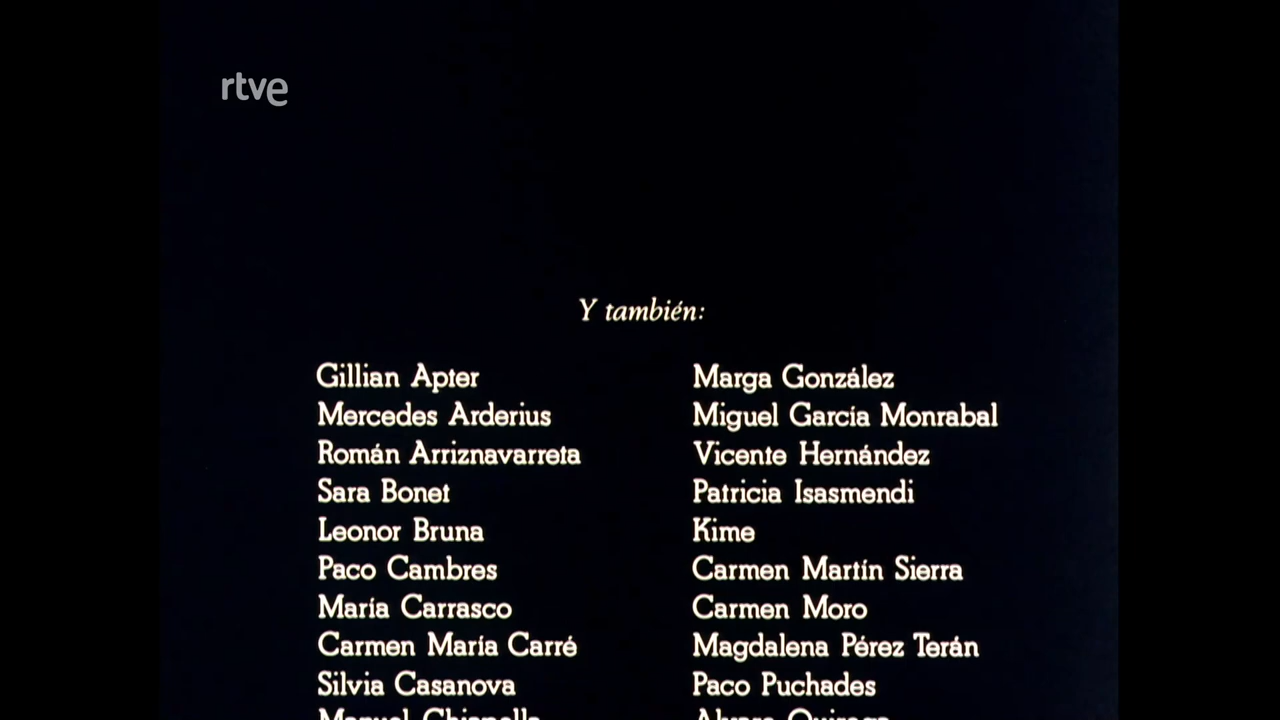 rtve
Y también:
Gillian Apter
Mercedes Arderius
Román Arriznavarreta
Sara Bonet
Leonor Bruna
Paco Cambres
María Carrasco
Carmen María Carré
Silvia Casanova
Marga González
Miguel García Monrabal
Vicente Hernández
Patricia Isasmendi
Kime
Carmen Martín Sierra
Carmen Moro
Magdalena Pérez Terán
Paco Puchades